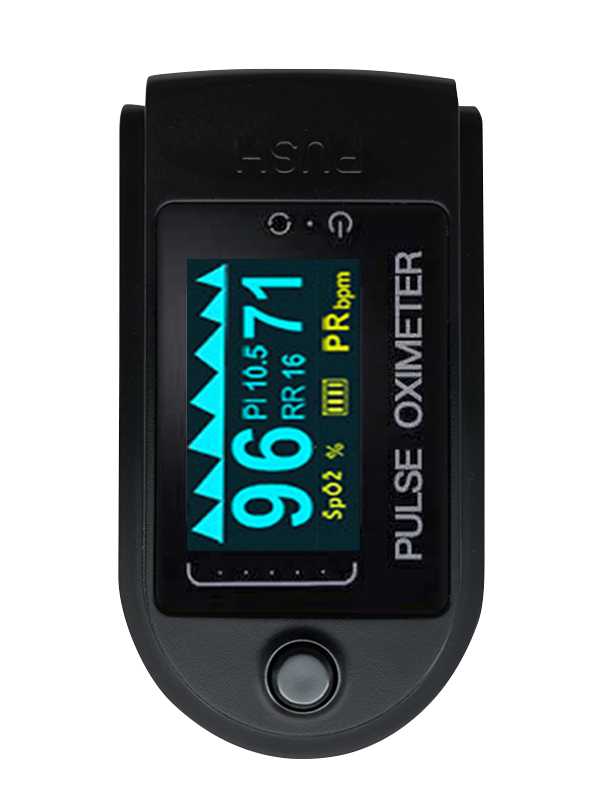 PUSH
96
PI 10.5
RR 16
71
SpO2 %
PRbpm
PULSE OXIMETER